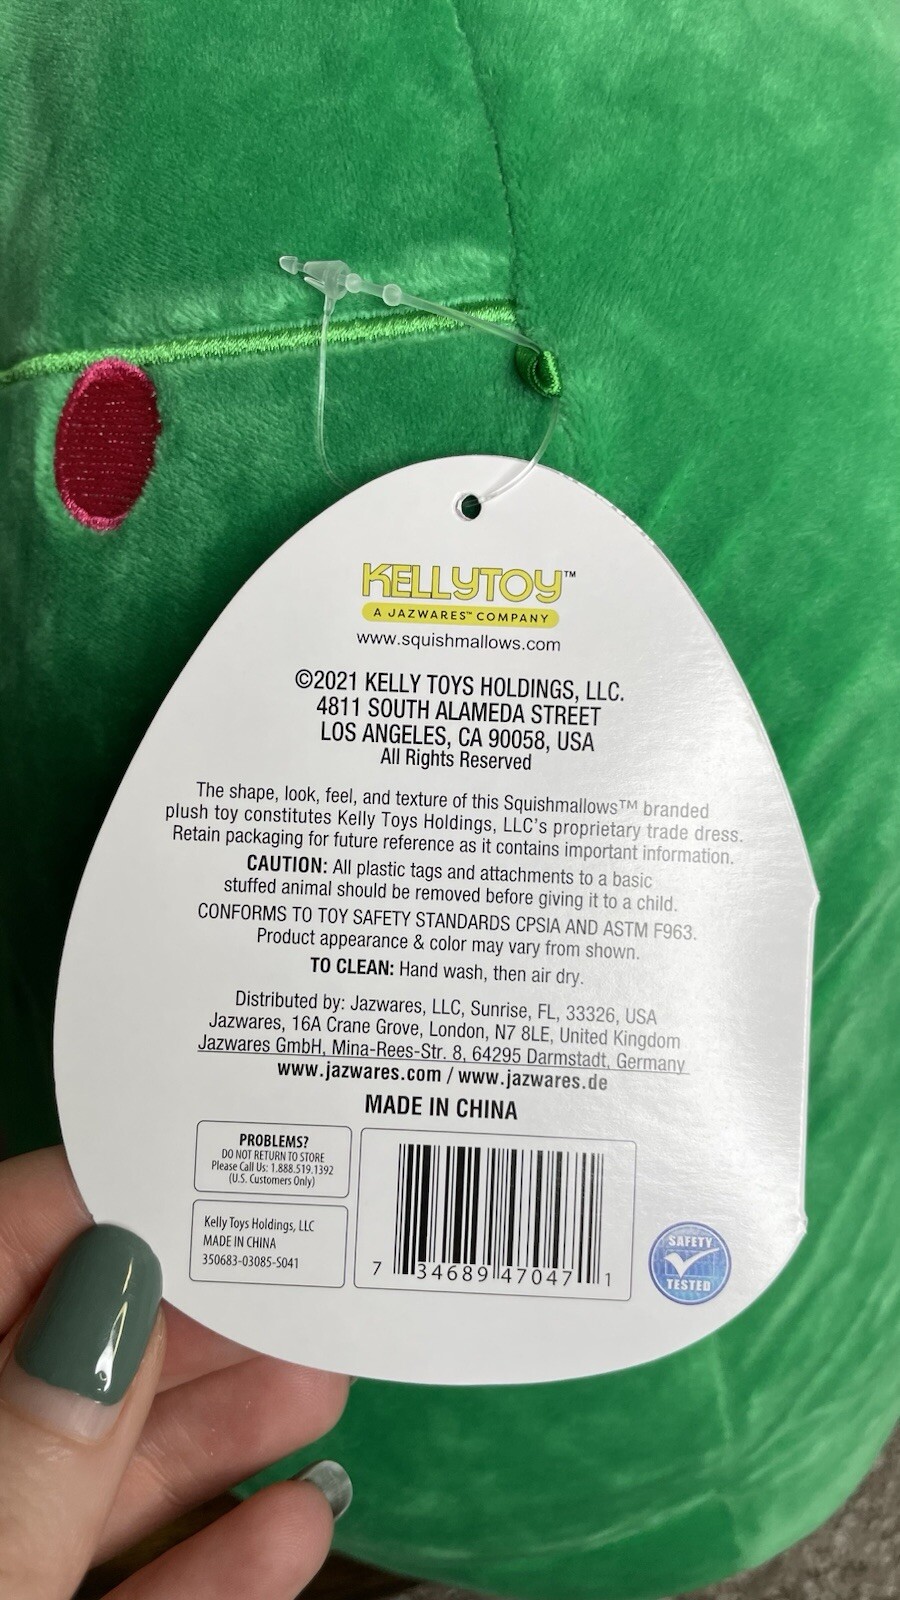 KELLYTOY™
A JAZWARES™ COMPANY
www.squishmallows.com
©2021 KELLY TOYS HOLDINGS, LLC.
4811 SOUTH ALAMEDA STREET
LOS ANGELES, CA 90058, USA
All Rights Reserved
The shape, look, feel, and texture of this Squishmallows™ branded
plush toy constitutes Kelly Toys Holdings, LLC's proprietary trade dress.
Retain packaging for future reference as it contains important information.
CAUTION: All plastic tags and attachments to a basic
stuffed animal should be removed before giving it to a child.
CONFORMS TO TOY SAFETY STANDARDS CPSIA AND ASTM F963.
Product appearance & color may vary from shown.
TO CLEAN: Hand wash, then air dry.
Distributed by: Jazwares, LLC, Sunrise, FL, 33326, USA
Jazwares, 16A Crane Grove, London, N7 8LE, United Kingdom
Jazwares GmbH, Mina-Rees-Str. 8, 64295 Darmstadt, Germany
www.jazwares.com / www.jazwares.de
MADE IN CHINA
PROBLEMS?
DO NOT RETURN TO STORE
Please Call Us: 1.888.519.1392
(U.S. Customers Only)
Kelly Toys Holdings, LLC
MADE IN CHINA
350683-03085-S041
7 34689 47047 1
SAFETY
TESTED